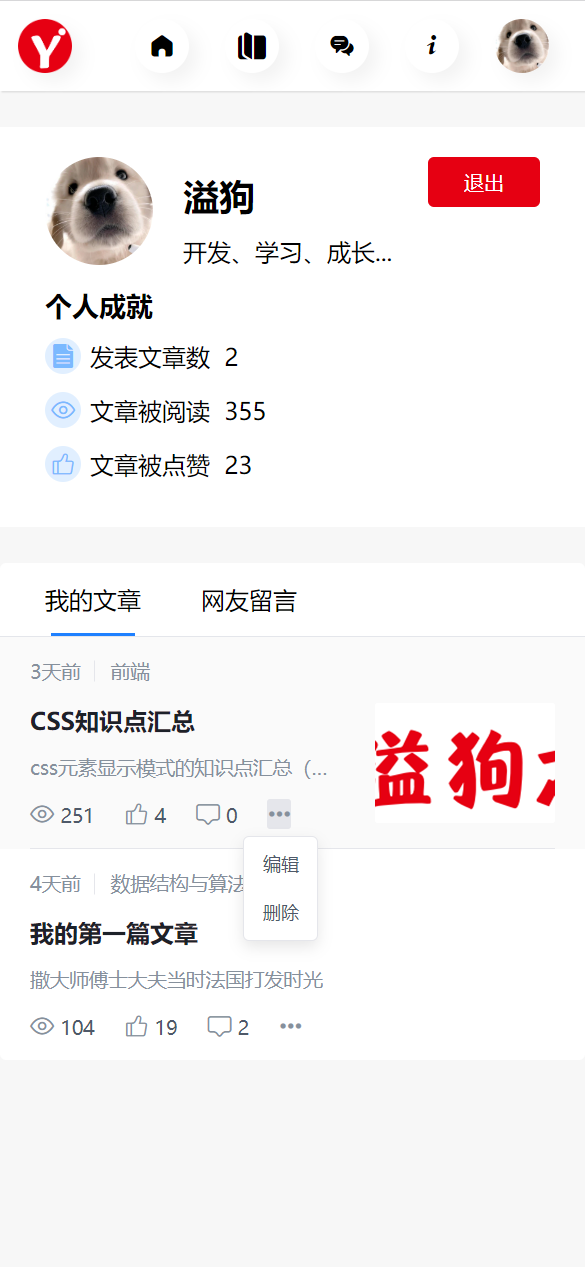 溢狗
退出
开发、学习、成长...
个人成就
发表文章数 2
文章被阅读 355
文章被点赞 23
我的文章 网友留言
3天前 前端
CSS知识点汇总
css元素显示模式的知识点汇总（...
溢狗
251 4 0
编辑
删除
4天前 数据结构与算法
我的第一篇文章
撒大师傅士大夫当时法国打发时光
104 19 2